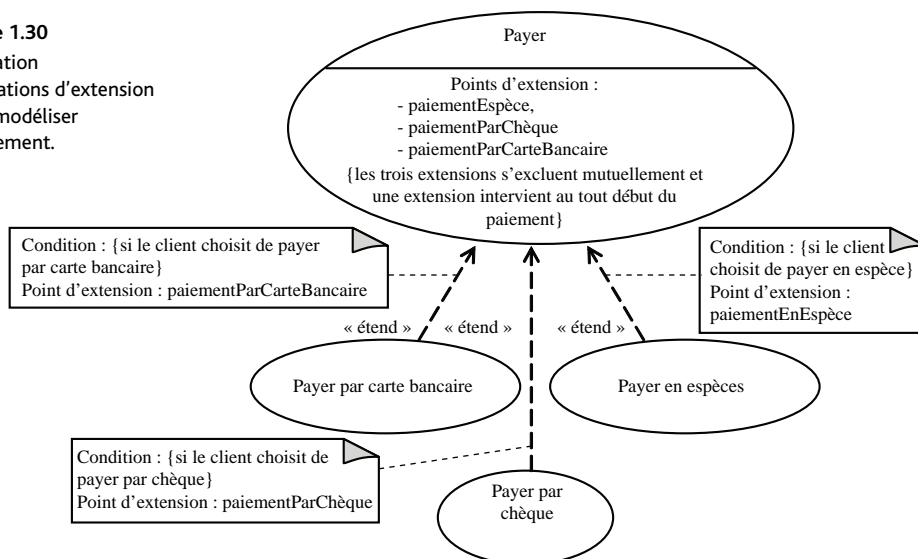 1.30
d'extension
modéliser
Payer
Points d'extension :
- paiementEspèce,
- paiementParChèque
- paiementParCarteBancaire
{les trois extensions s'excluent mutuellement et
une extension intervient au tout début du
paiement}
Condition : {si le client choisit de payer
par carte bancaire}
Point d'extension : paiementParCarteBancaire
Condition : {si le client
choisit de payer en espèce}
Point d'extension :
paiementEnEspèce
« étend »
« étend »
« étend »
Payer par carte bancaire
Payer en espèces
Condition : {si le client choisit de
payer par chèque}
Point d'extension : paiementParChèque
Payer par
chèque